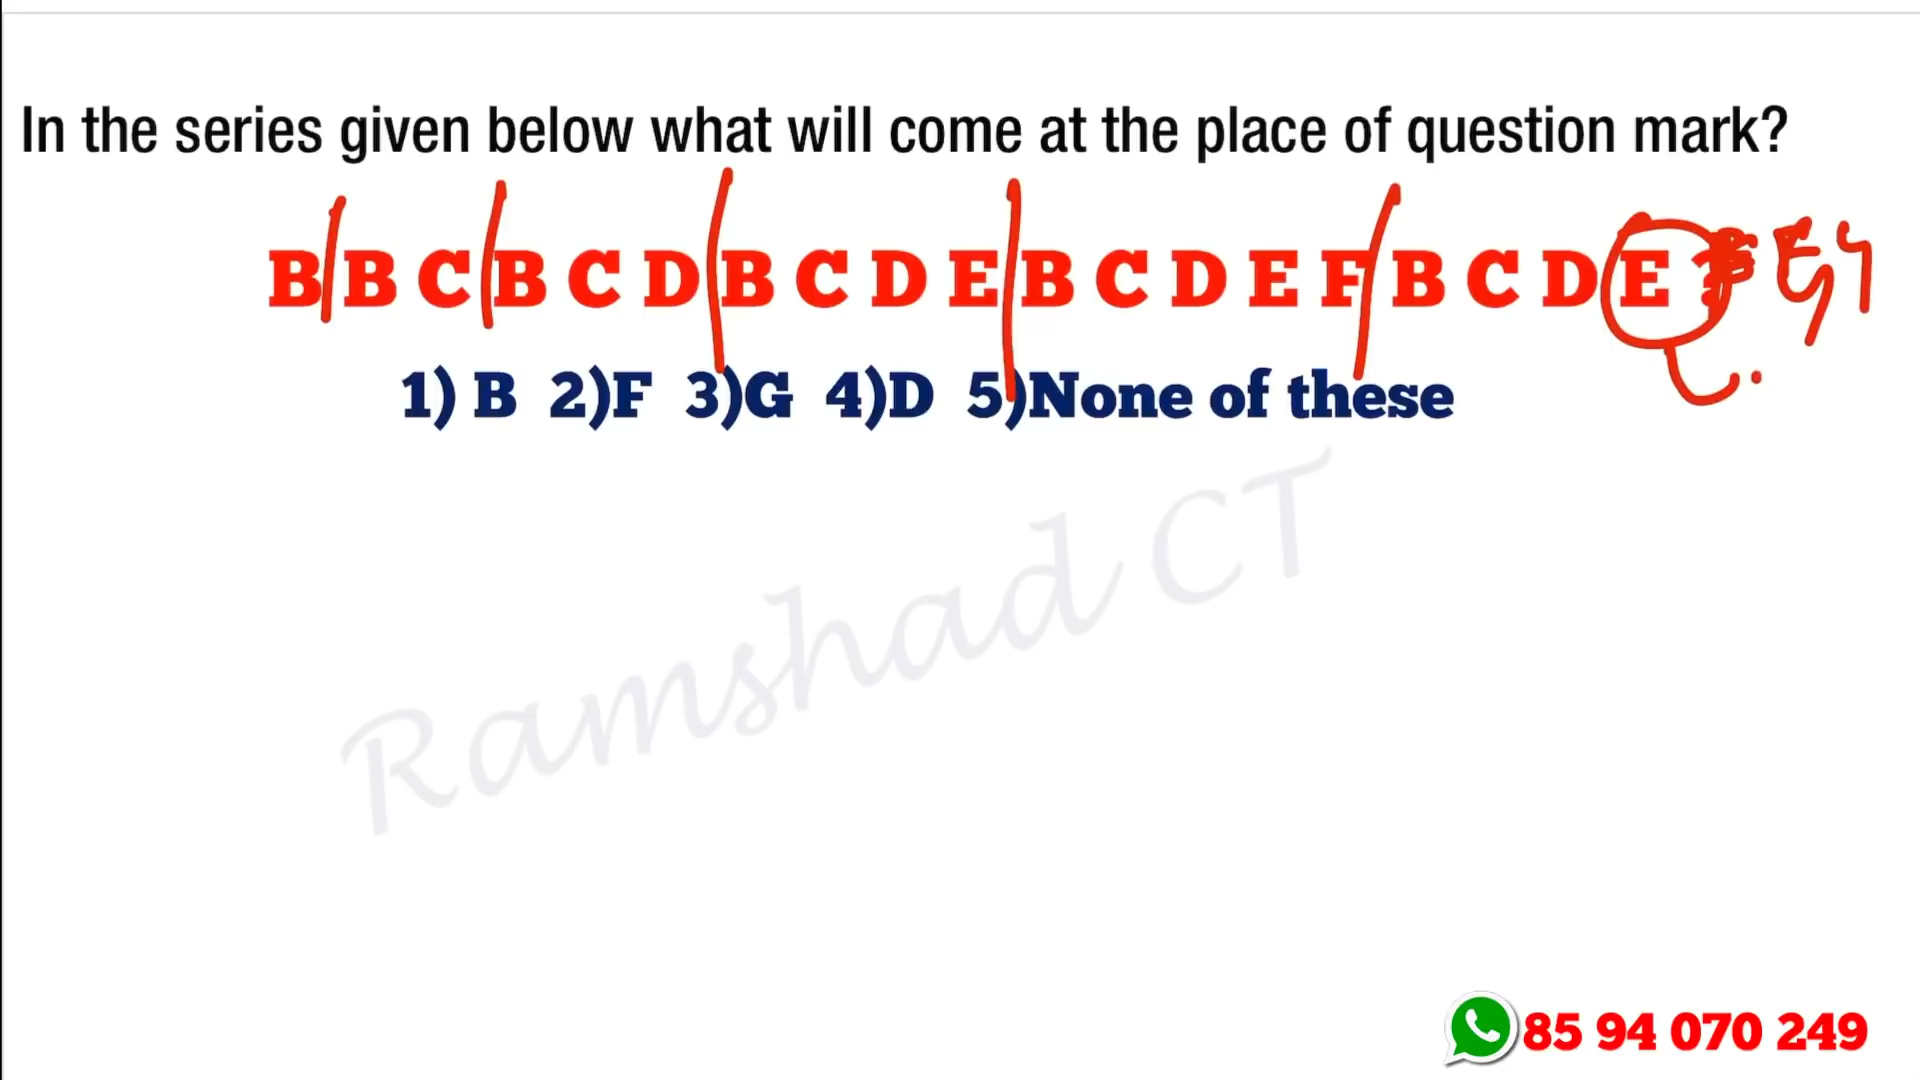 In the series given below what will come at the place of question mark?
B B C B C D B C D E B C D E F B C D E ?
1) B 2)F 3)G 4)D 5)None of these
Ramshad CT
85 94 070 249